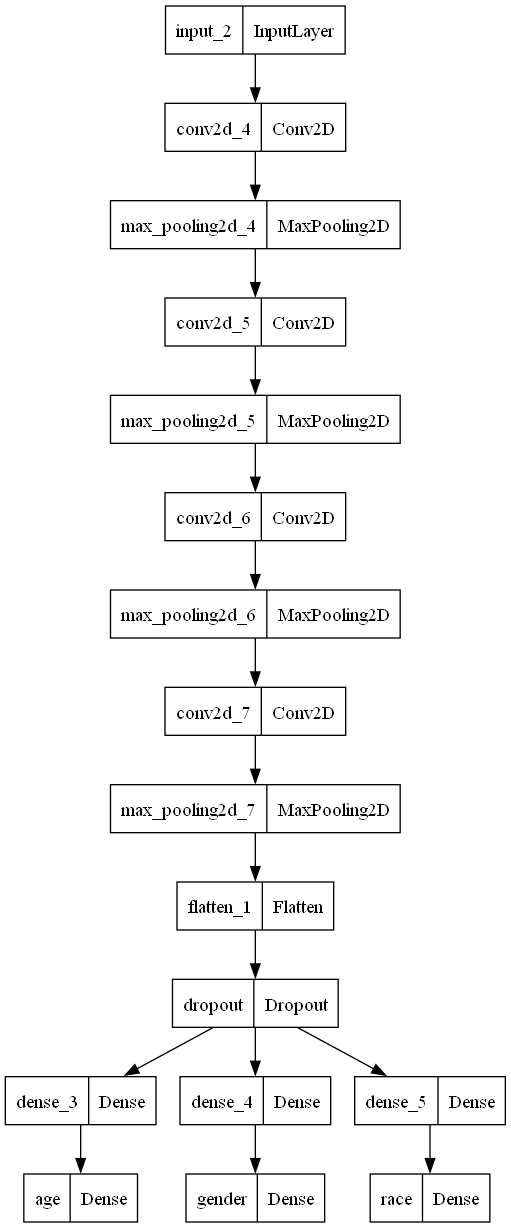 input_2 InputLayer
conv2d_4 Conv2D
max_pooling2d_4 MaxPooling2D
conv2d_5 Conv2D
max_pooling2d_5 MaxPooling2D
conv2d_6 Conv2D
max_pooling2d_6 MaxPooling2D
conv2d_7 Conv2D
max_pooling2d_7 MaxPooling2D
flatten_1 Flatten
dropout Dropout
dense_3 Dense dense_4 Dense dense_5 Dense
age Dense gender Dense race Dense